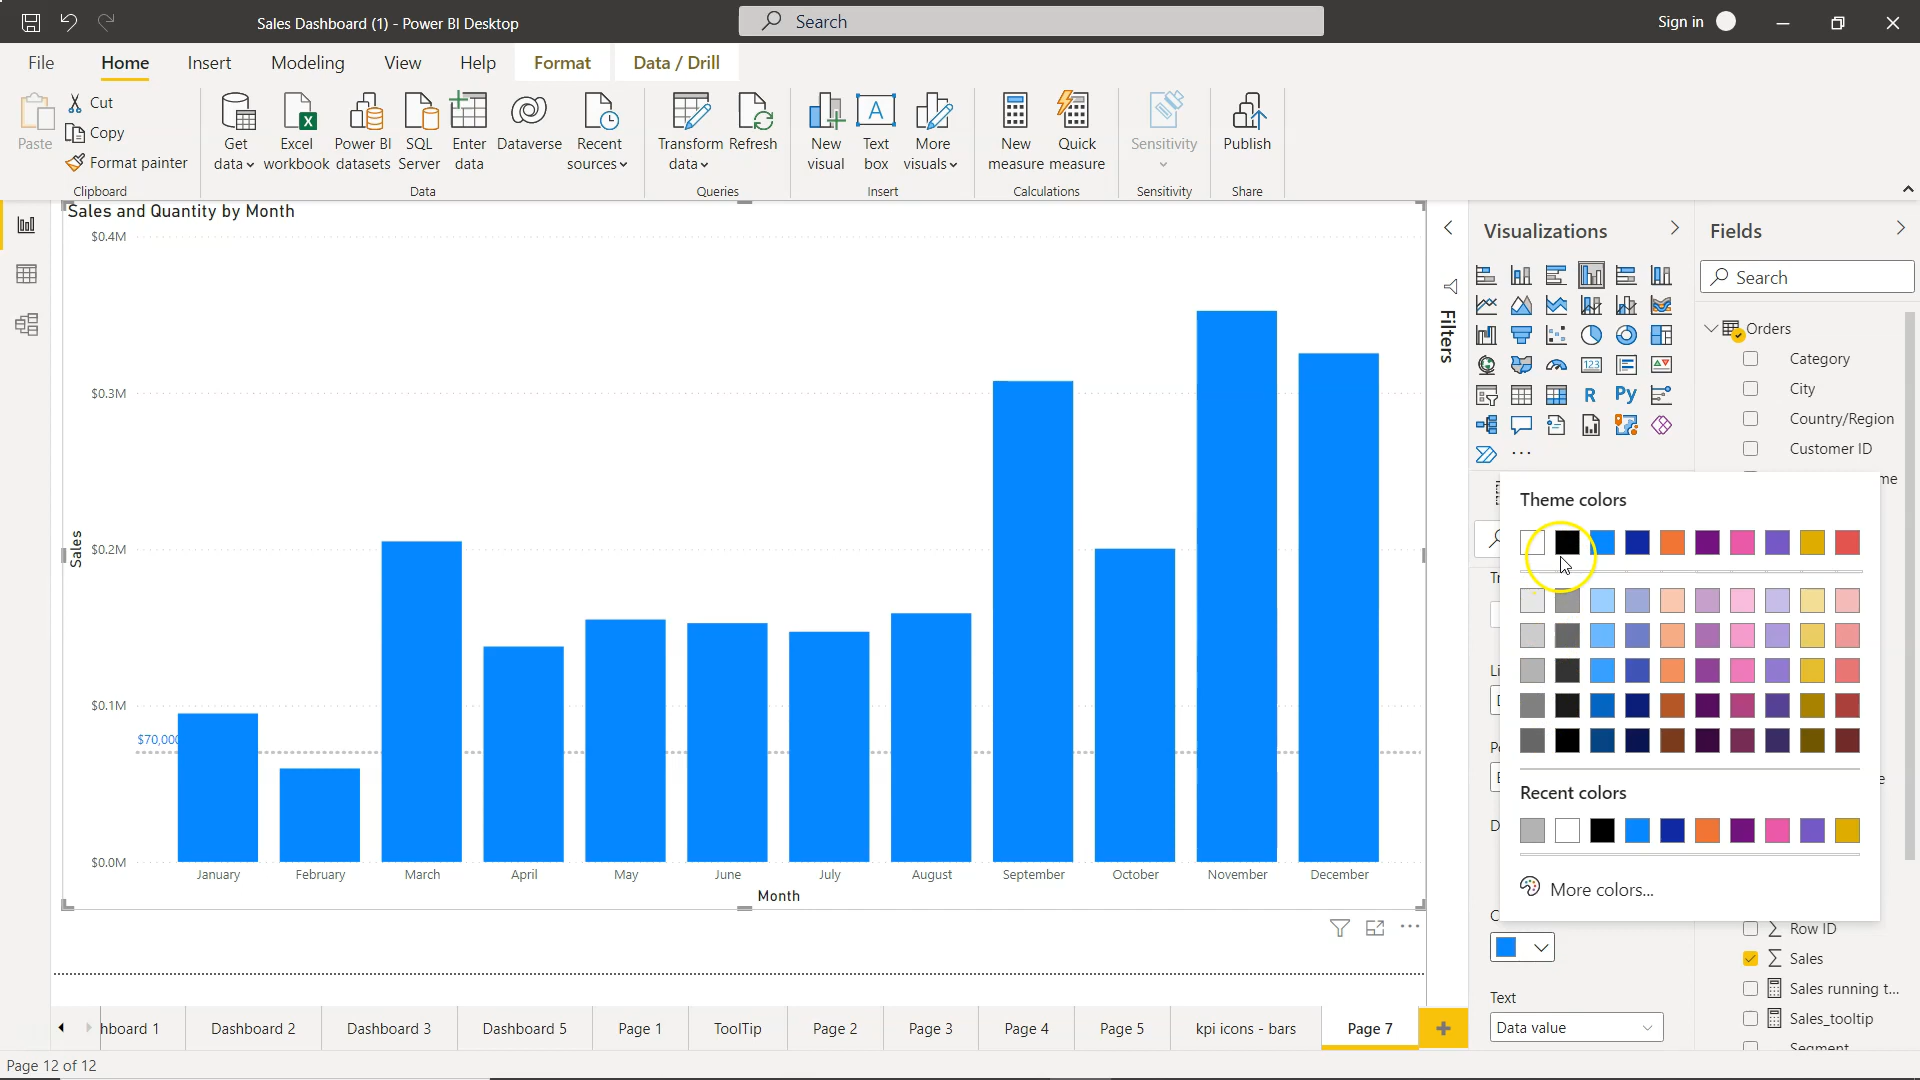 Sales Dashboard (1) - Power BI Desktop
Search
Sign in
File Home Insert Modeling View Help Format Data / Drill
Paste
Cut
Copy
Format painter
Clipboard
Get data
Excel workbook
Power BI datasets
SQL Server
Enter data
Dataverse
Recent sources
Data
Transform data
Refresh
Queries
New visual
Text box
More visuals
Insert
New measure
Quick measure
Calculations
Sensitivity
Sensitivity
Publish
Share
Sales and Quantity by Month
$0.4M
$0.3M
$0.2M
$0.1M
$0.0M
$70,000
Sales
January February March April May June July August September October November December
Month
Filters
Visualizations
R Py
123
Theme colors
Recent colors
More colors...
Text
Data value
Fields
Search
Orders
Category
City
Country/Region
Customer ID
me
Row ID
Sales
Sales running t...
Sales_tooltip
Segment
hboard 1 Dashboard 2 Dashboard 3 Dashboard 5 Page 1 ToolTip Page 2 Page 3 Page 4 Page 5 kpi icons - bars Page 7
Page 12 of 12